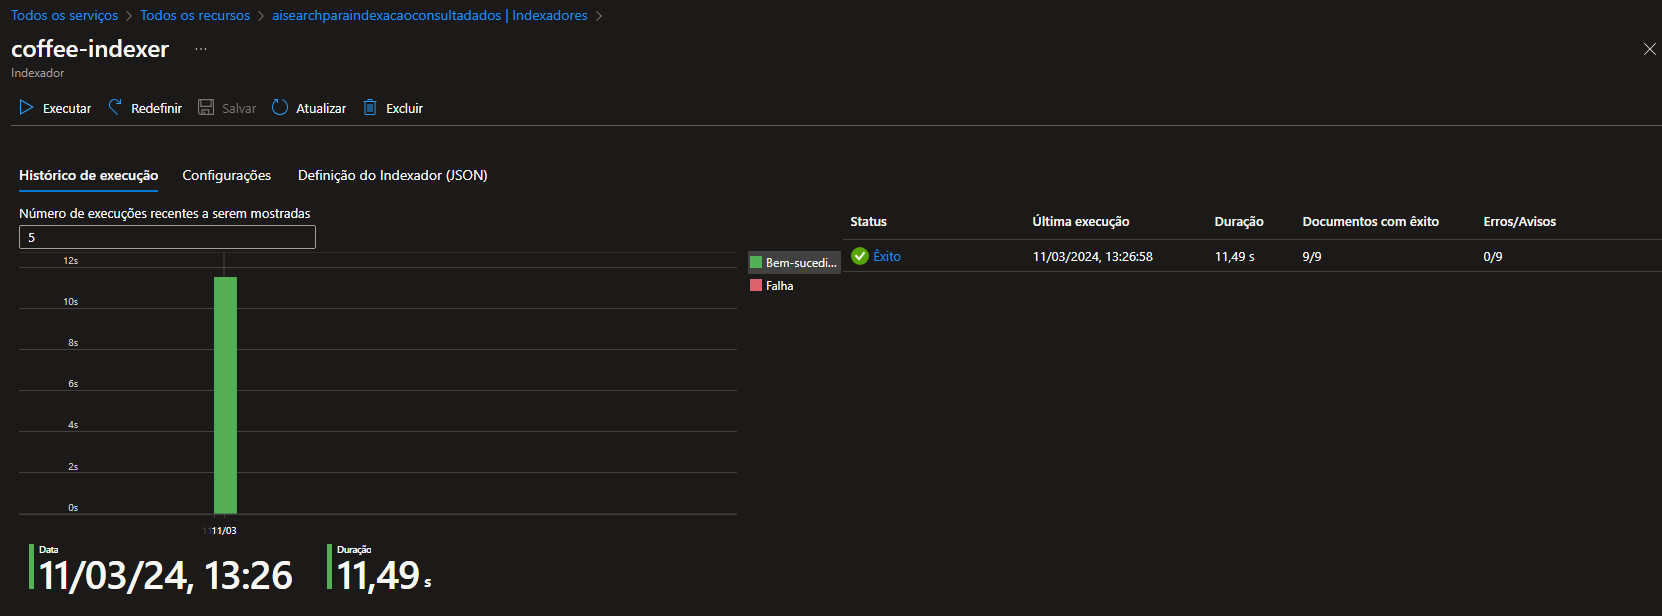 Todos os serviços > Todos os recursos > aisearchparaindexacaoconsultadados | Indexadores >
coffee-indexer ...
Indexador
Executar Redefinir Salvar Atualizar Excluir
Histórico de execução Configurações Definição do Indexador (JSON)
Número de execuções recentes a serem mostradas
5
12s
10s
8s
6s
4s
2s
0s
11/03
Bem-sucedi...
Falha
Data
11/03/24, 13:26
Duração
11,49 s
Status Última execução Duração Documentos com êxito Erros/Avisos
Êxito 11/03/2024, 13:26:58 11,49 s 9/9 0/9